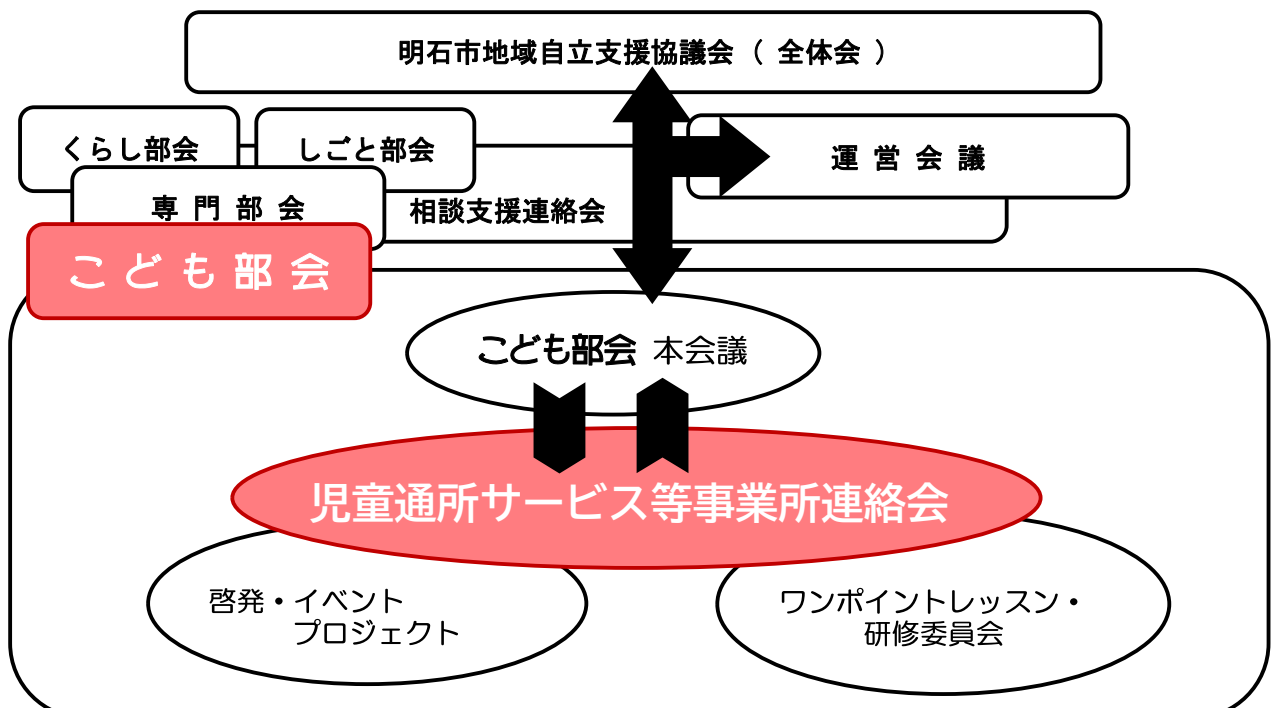 明石市地域自立支援協議会（ 全体会 ）
くらし部会
しごと部会
運 営 会 議
専 門 部 会
相談支援連絡会
こ ど も 部 会
こども部会 本会議
児童通所サービス等事業所連絡会
啓発・イベント
プロジェクト
ワンポイントレッスン・
研修委員会